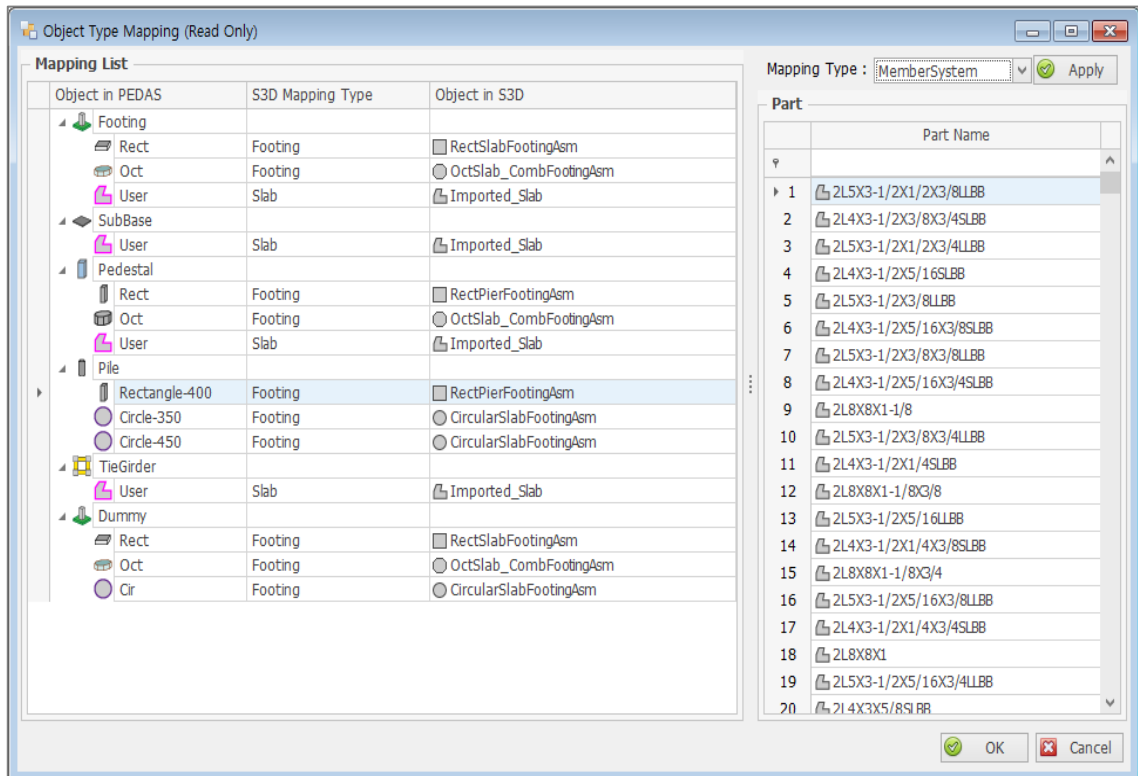 Object Type Mapping (Read Only)
Mapping List
Object in PEDAS S3D Mapping Type Object in S3D
Footing
Rect Footing RectSlabFootingAsm
Oct Footing OctSlab_CombFootingAsm
User Slab Imported_Slab
SubBase
User Slab Imported_Slab
Pedestal
Rect Footing RectPierFootingAsm
Oct Footing OctSlab_CombFootingAsm
User Slab Imported_Slab
Pile
Rectangle-400 Footing RectPierFootingAsm
Circle-350 Footing CircularSlabFootingAsm
Circle-450 Footing CircularSlabFootingAsm
TieGirder
User Slab Imported_Slab
Dummy
Rect Footing RectSlabFootingAsm
Oct Footing OctSlab_CombFootingAsm
Cir Footing CircularSlabFootingAsm
Mapping Type : MemberSystem Apply
Part
Part Name
1 2L5X3-1/2X1/2X3/8LLBB
2 2L4X3-1/2X3/8X3/4SLBB
3 2L5X3-1/2X1/2X3/4LLBB
4 2L4X3-1/2X5/16SLBB
5 2L5X3-1/2X3/8LLBB
6 2L4X3-1/2X5/16X3/8SLBB
7 2L5X3-1/2X3/8X3/8LLBB
8 2L4X3-1/2X5/16X3/4SLBB
9 2L8X8X1-1/8
10 2L5X3-1/2X3/8X3/4LLBB
11 2L4X3-1/2X1/4SLBB
12 2L8X8X1-1/8X3/8
13 2L5X3-1/2X5/16LLBB
14 2L4X3-1/2X1/4X3/8SLBB
15 2L8X8X1-1/8X3/4
16 2L5X3-1/2X5/16X3/8LLBB
17 2L4X3-1/2X1/4X3/4SLBB
18 2L8X8X1
19 2L5X3-1/2X5/16X3/4LLBB
20 2L4X3X5/8SLBB
OK Cancel